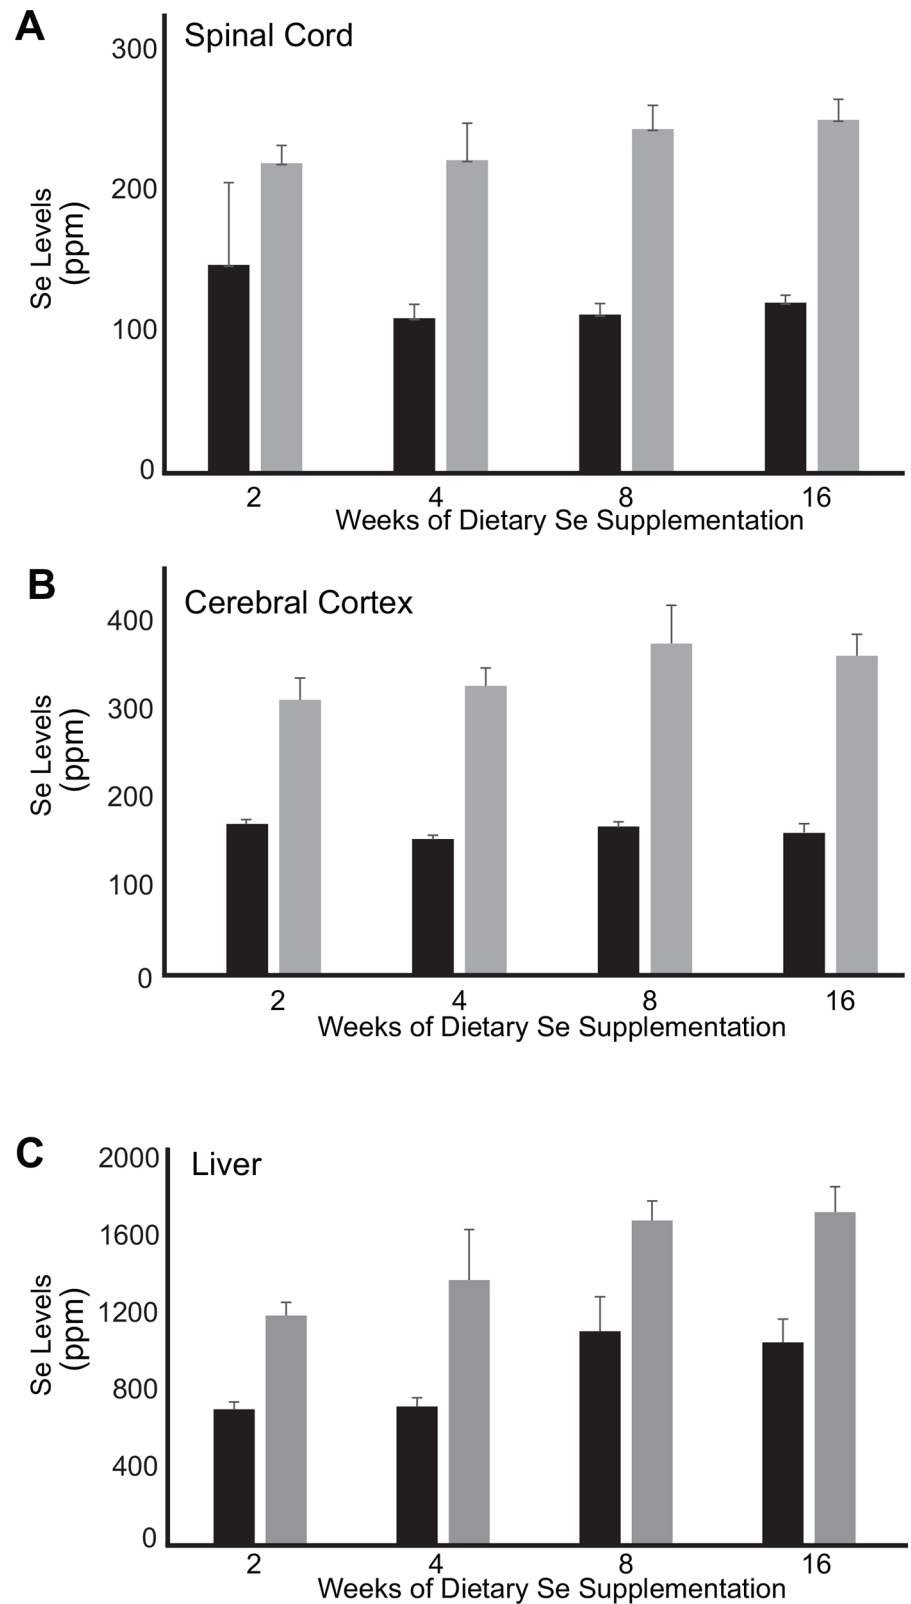 A
Spinal Cord
300
200
100
0
Se Levels
(ppm)
2 4 8 16
Weeks of Dietary Se Supplementation
B
Cerebral Cortex
400
300
200
100
0
Se Levels
(ppm)
2 4 8 16
Weeks of Dietary Se Supplementation
C
Liver
2000
1600
1200
800
400
0
Se Levels
(ppm)
2 4 8 16
Weeks of Dietary Se Supplementation